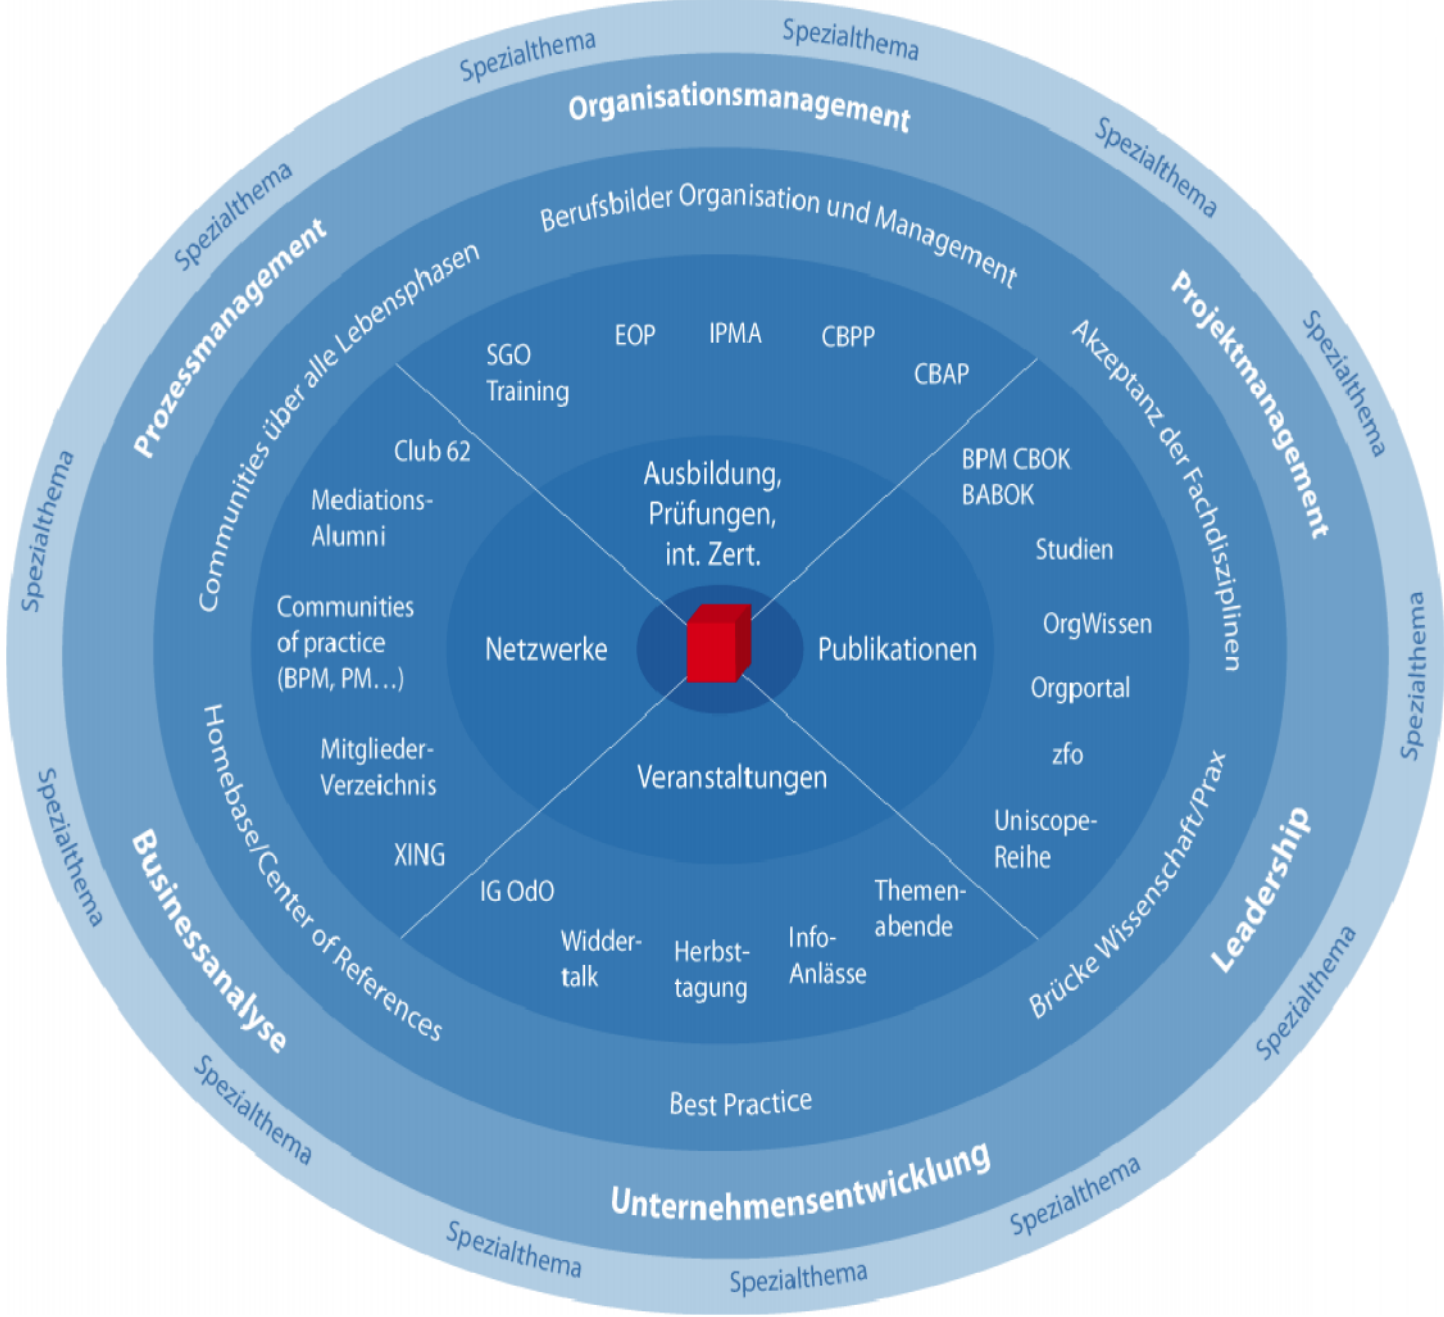 Spezialthema
Spezialthema
Spezialthema
Spezialthema
Spezialthema
Spezialthema
Spezialthema
Spezialthema
Spezialthema
Spezialthema
Spezialthema
Spezialthema
Spezialthema
Spezialthema
Organisationsmanagement
Projektmanagement
Leadership
Unternehmensentwicklung
Businessanalyse
Prozessmanagement
Berufsbilder Organisation und Management
Akzeptanz der Fachdisziplinen
Brücke Wissenschaft/Prax
Best Practice
Homebase/Center of References
Communities über alle Lebensphasen
SGO
Training
EOP
IPMA
CBPP
CBAP
BPM CBOK
BABOK
Studien
OrgWissen
Orgportal
zfo
Uniscope-
Reihe
Themen-
abende
Info-
Anlässe
Herbst-
tagung
Widder-
talk
IG OdO
XING
Mitglieder-
Verzeichnis
Communities
of practice
(BPM, PM...)
Mediations-
Alumni
Club 62
Ausbildung,
Prüfungen,
int. Zert.
Publikationen
Veranstaltungen
Netzwerke